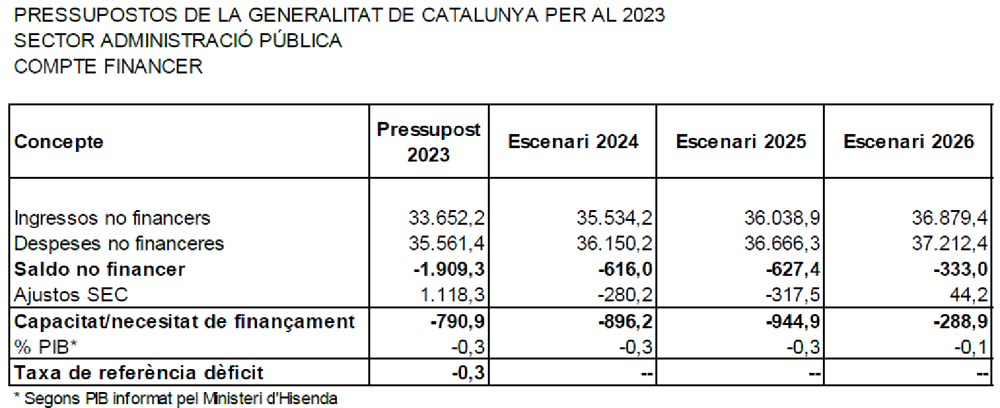 PRESSUPOSTOS DE LA GENERALITAT DE CATALUNYA PER AL 2023
SECTOR ADMINISTRACIÓ PÚBLICA
COMPTE FINANCER
Concepte Pressupost 2023 Escenari 2024 Escenari 2025 Escenari 2026
Ingressos no financers 33.652,2 35.534,2 36.038,9 36.879,4
Despeses no financeres 35.561,4 36.150,2 36.666,3 37.212,4
Saldo no financer -1.909,3 -616,0 -627,4 -333,0
Ajustos SEC 1.118,3 -280,2 -317,5 44,2
Capacitat/necesitat de finançament -790,9 -896,2 -944,9 -288,9
% PIB* -0,3 -0,3 -0,3 -0,1
Taxa de referència dèficit -0,3 -- -- --
* Segons PIB informat pel Ministeri d'Hisenda